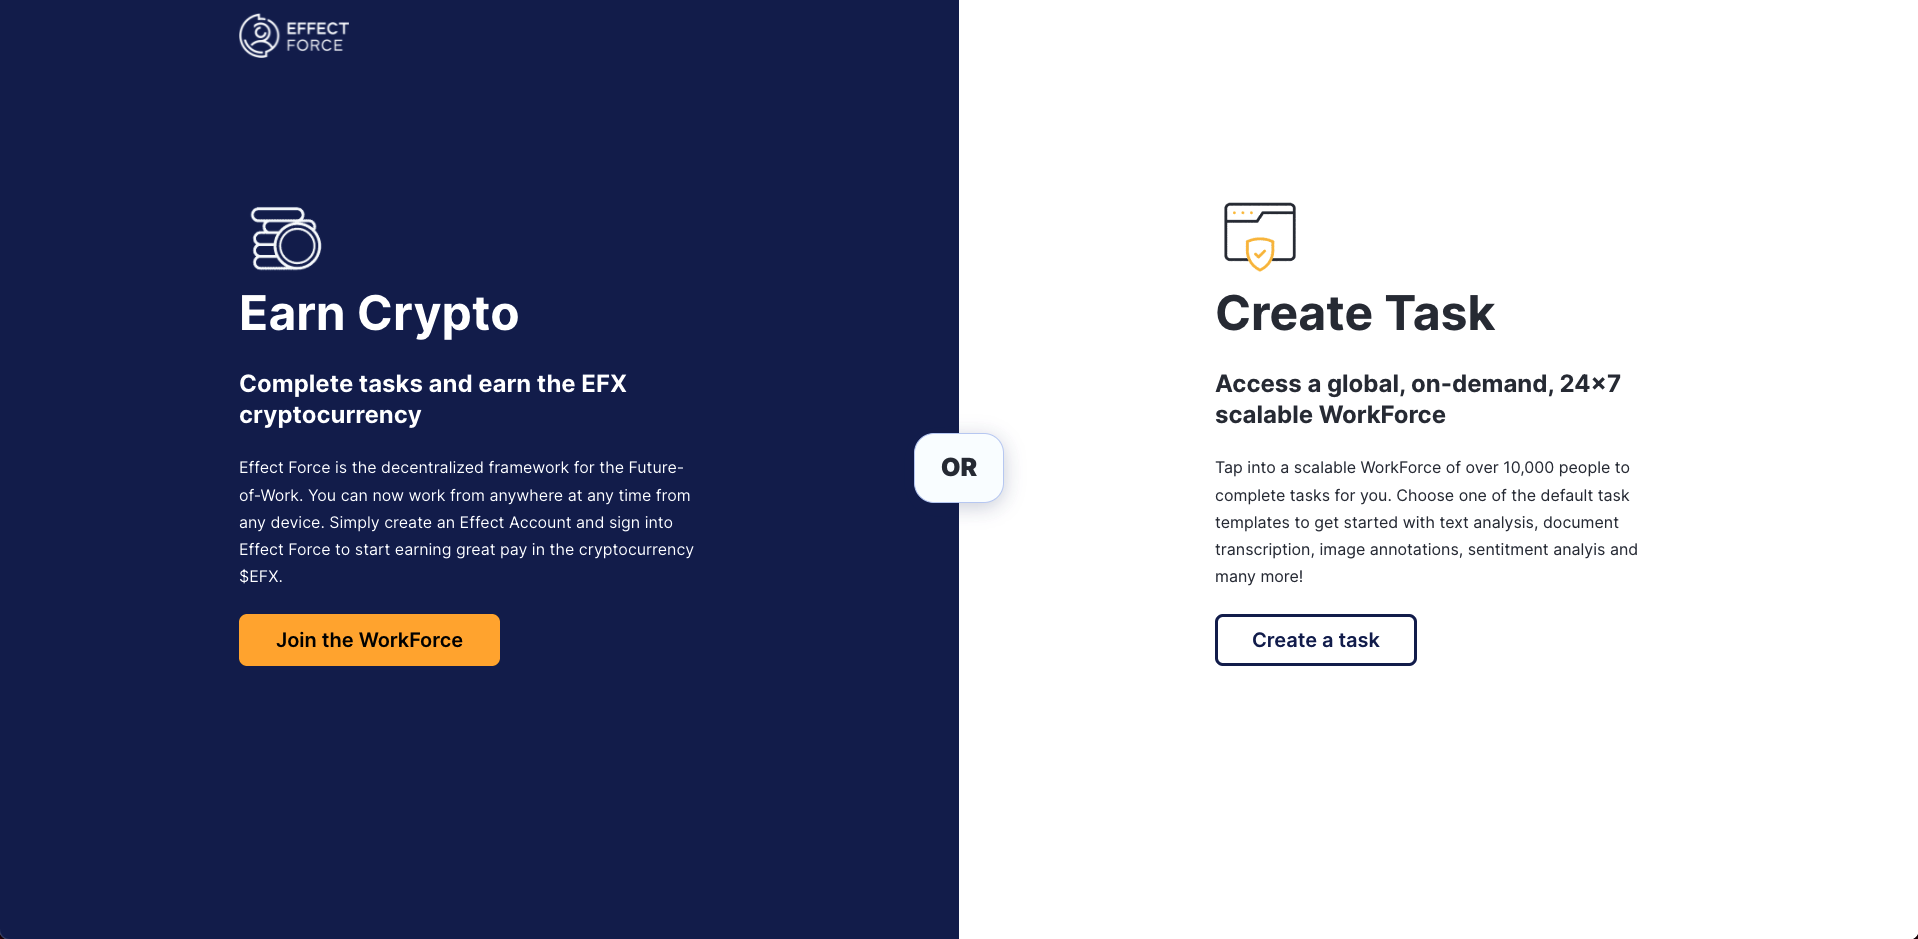 EFFECT
FORCE
Earn Crypto
Complete tasks and earn the EFX
cryptocurrency
Effect Force is the decentralized framework for the Future-
of-Work. You can now work from anywhere at any time from
any device. Simply create an Effect Account and sign into
Effect Force to start earning great pay in the cryptocurrency
$EFX.
Join the WorkForce
OR
Create Task
Access a global, on-demand, 24×7
scalable WorkForce
Tap into a scalable WorkForce of over 10,000 people to
complete tasks for you. Choose one of the default task
templates to get started with text analysis, document
transcription, image annotations, sentitment analyis and
many more!
Create a task